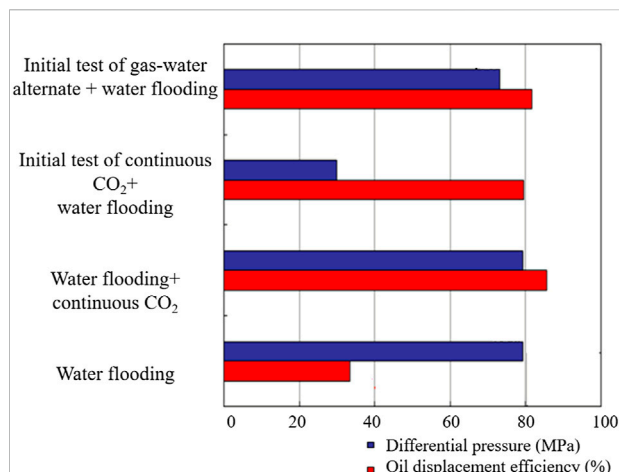 Initial test of gas-water
alternate + water flooding
Initial test of continuous
CO₂+
water flooding
Water flooding+
continuous CO₂
Water flooding
0 20 40 60 80 100
Differential pressure (MPa)
Oil displacement efficiency (%)